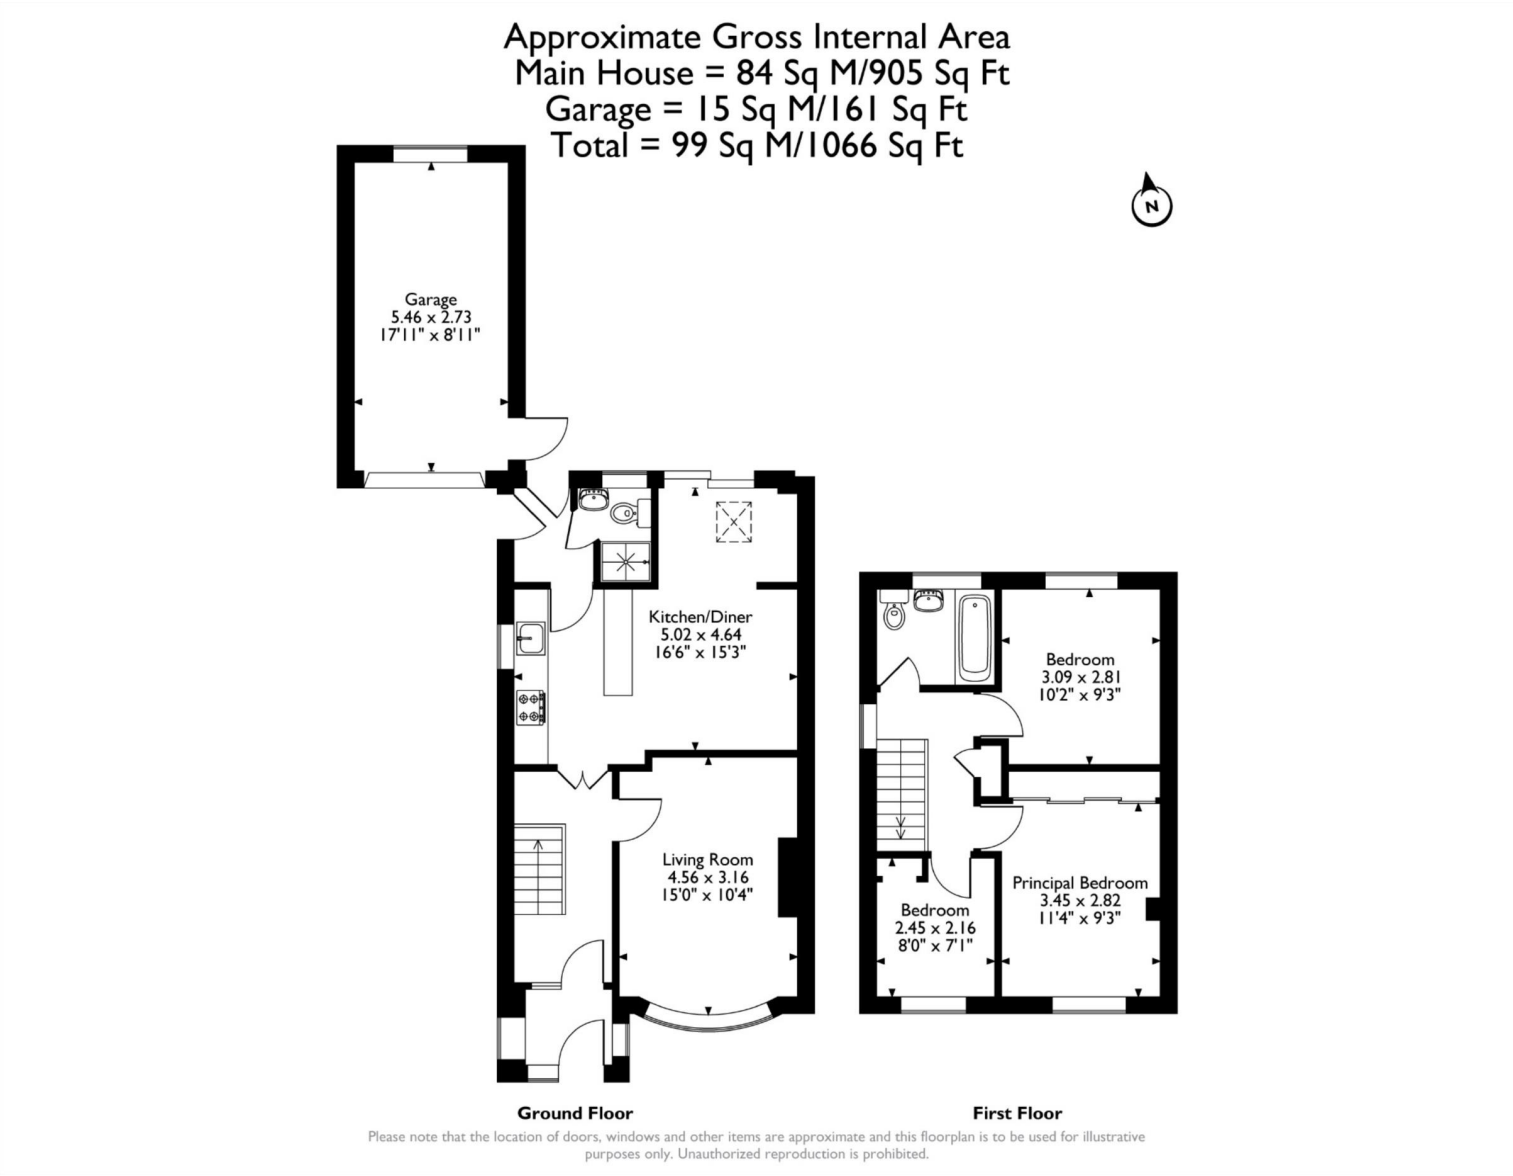 Approximate Gross Internal Area
Main House = 84 Sq M/905 Sq Ft
Garage = 15 Sq M/161 Sq Ft
Total = 99 Sq M/1066 Sq Ft
N
Garage
5.46 x 2.73
17'11" x 8'11"
Kitchen/Diner
5.02 x 4.64
16'6" x 15'3"
Living Room
4.56 x 3.16
15'0" x 10'4"
Bedroom
3.09 x 2.81
10'2" x 9'3"
Principal Bedroom
3.45 x 2.82
11'4" x 9'3"
Bedroom
2.45 x 2.16
8'0" x 7'1"
Ground Floor
First Floor
Please note that the location of doors, windows and other items are approximate and this floorplan is to be used for illustrative
purposes only. Unauthorized reproduction is prohibited.